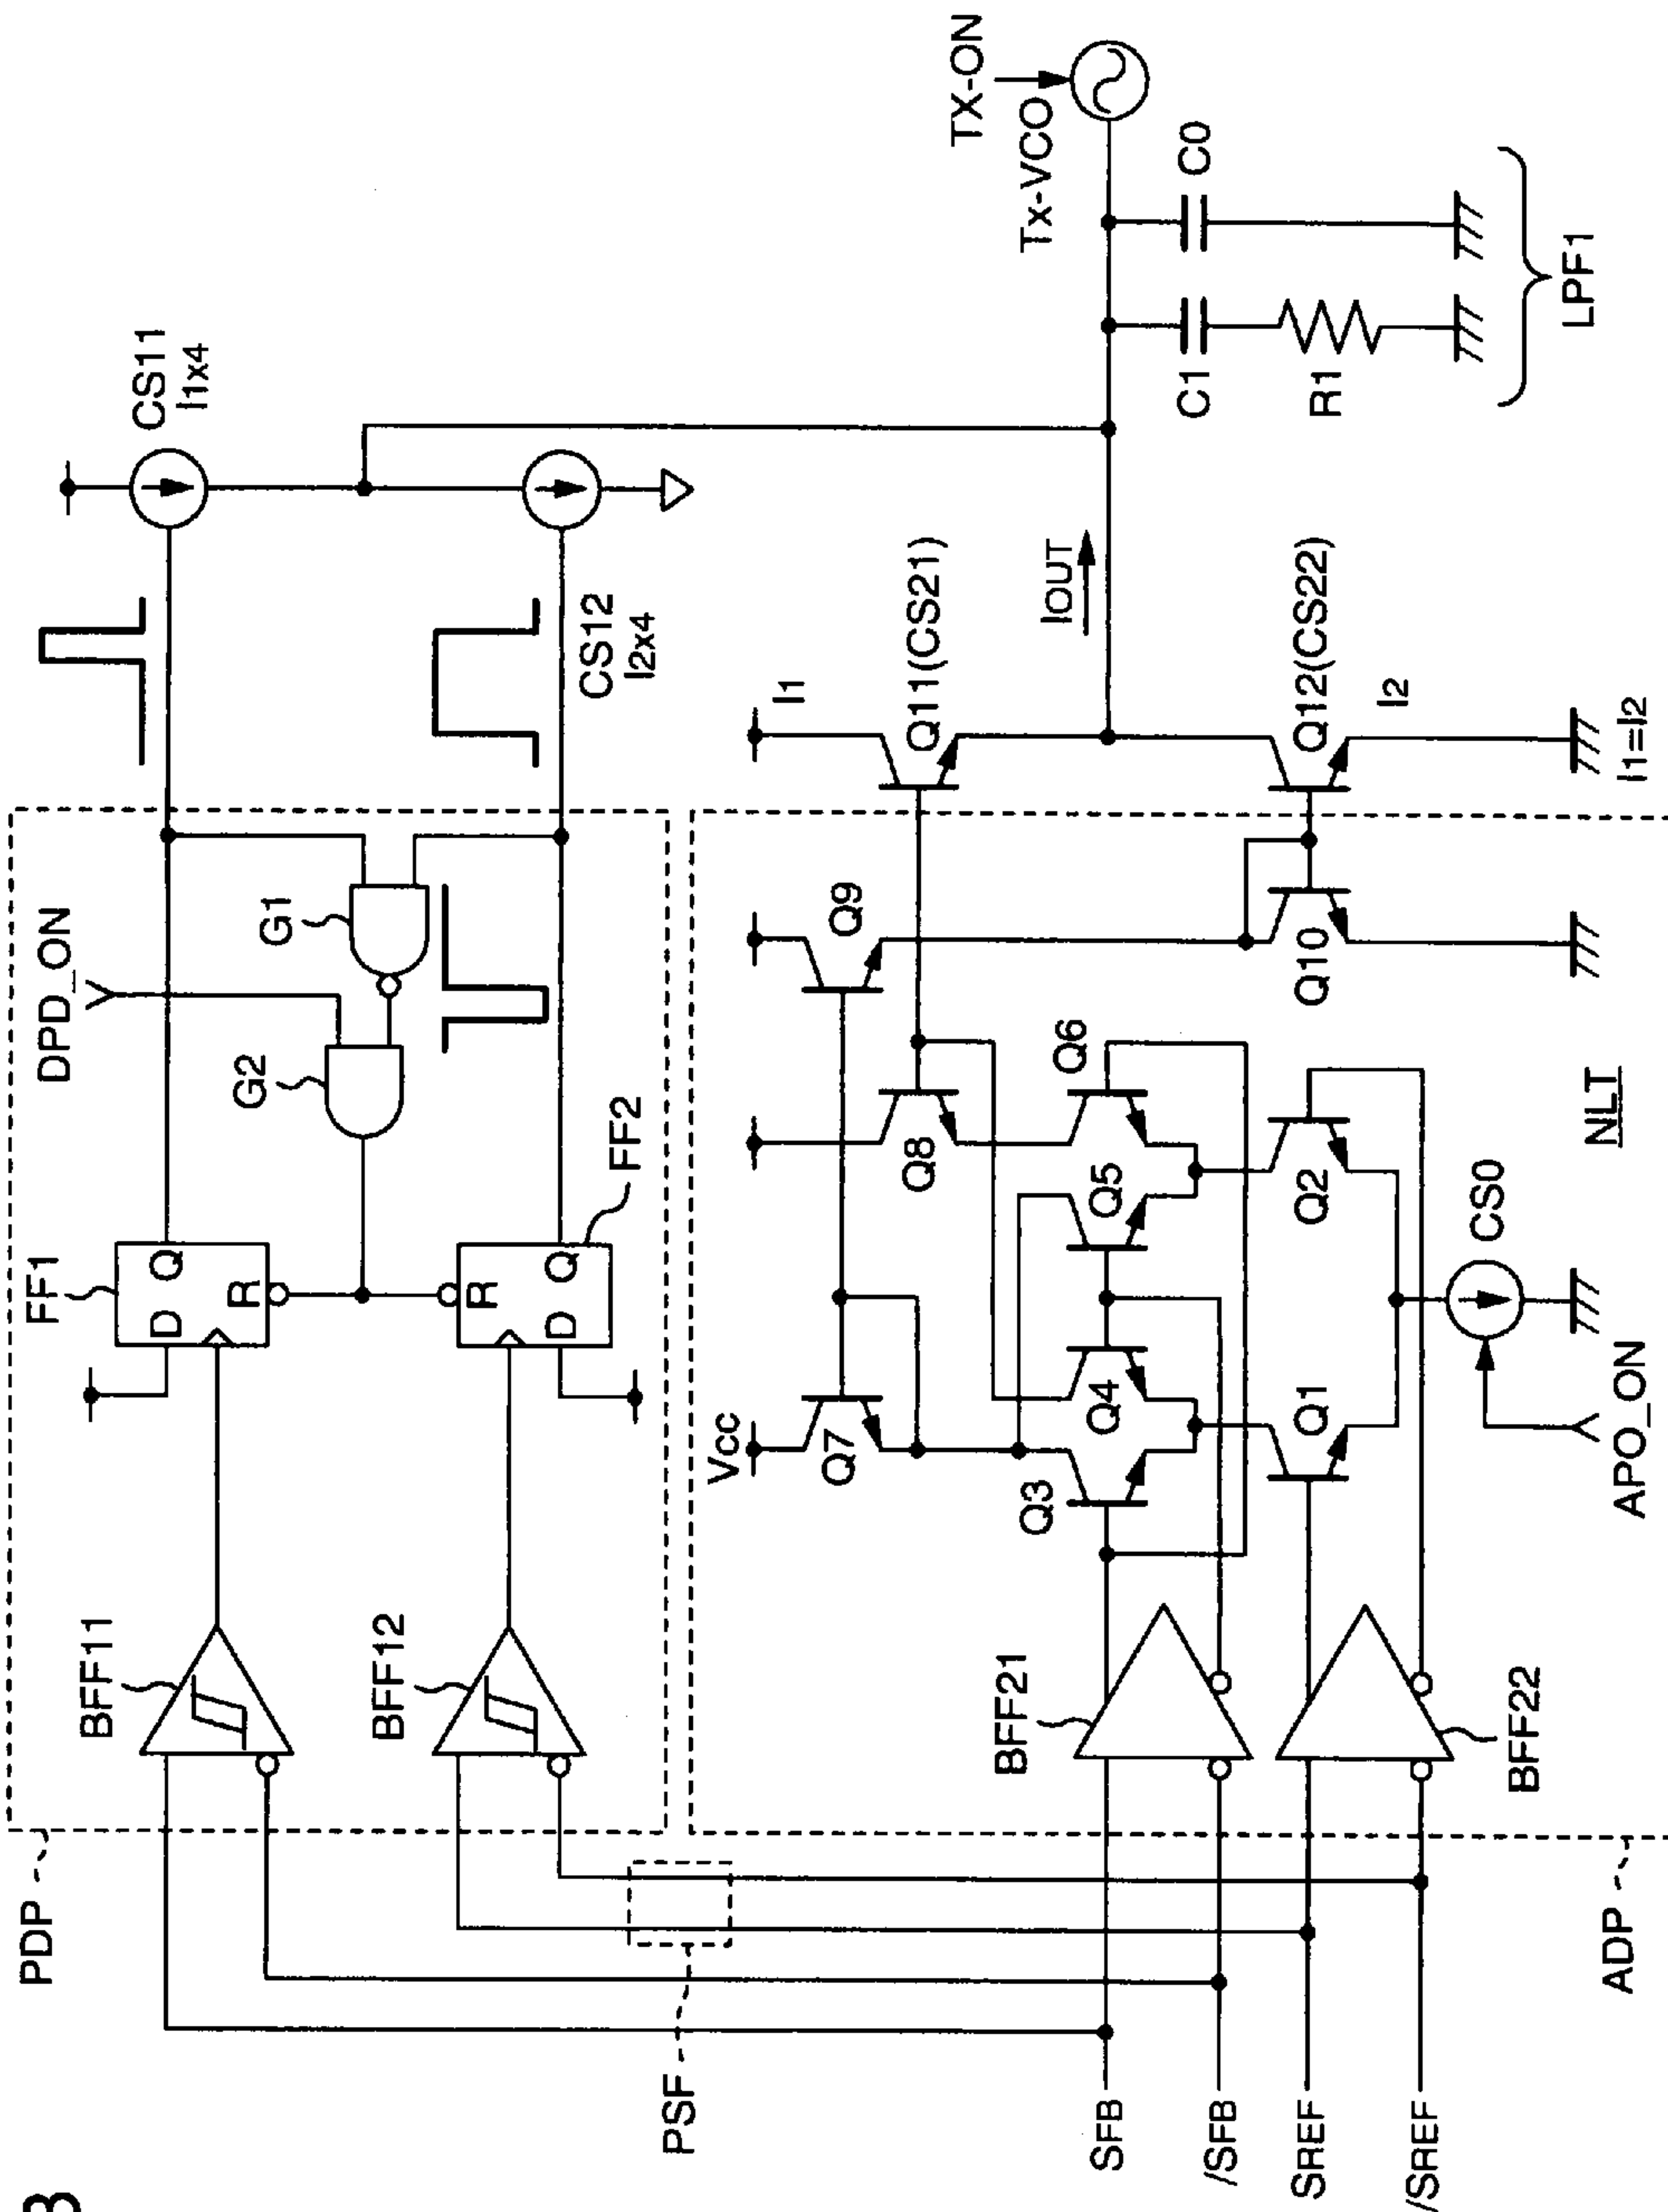 3
PDP
PSF
ADP
SFB
/SFB
SREF
/SREF
BFF11
BFF12
BFF21
BFF22
FF1
D Q
R
R
D Q
FF2
DPD_ON
G1
G2
CS11
I1x4
CS12
I2x4
Vcc
Q7
Q9
Q8
Q3
Q4
Q5
Q6
Q1
Q2
CS0
APO_ON
NLT
Q10
I1
Q11(CS21)
IOUT
Q12(CS22)
I2
I1=I2
TX-ON
Tx-VCO
C1
C0
R1
LPF1